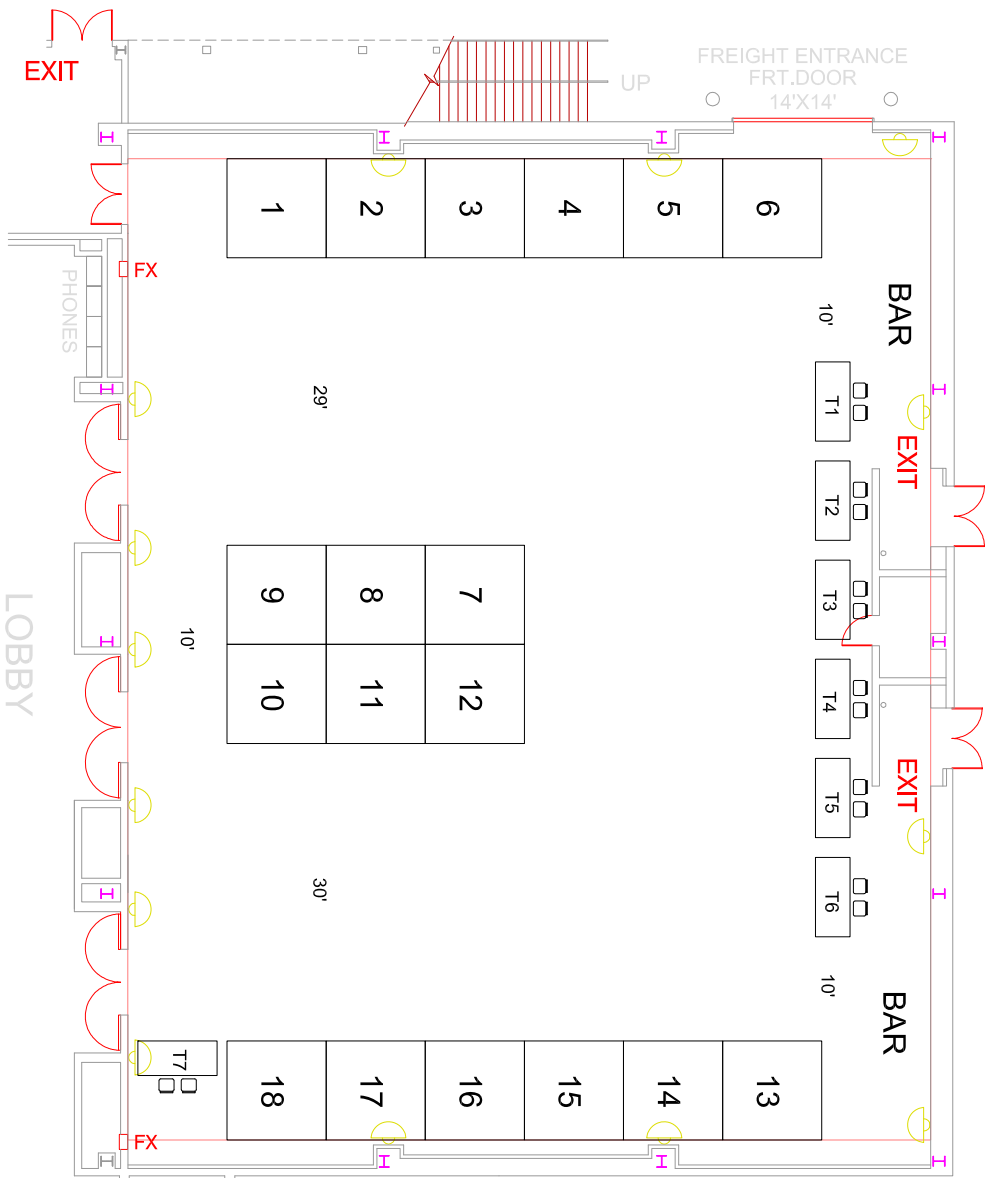 EXIT
FREIGHT ENTRANCE
FRT.DOOR
14'X14'
UP
1
2
3
4
5
6
FX
PHONES
BAR
10'
29'
T1
EXIT
T2
T3
9
8
7
10'
LOBBY
10
11
12
T4
T5
EXIT
T6
30'
10'
BAR
T7
18
17
16
15
14
13
FX